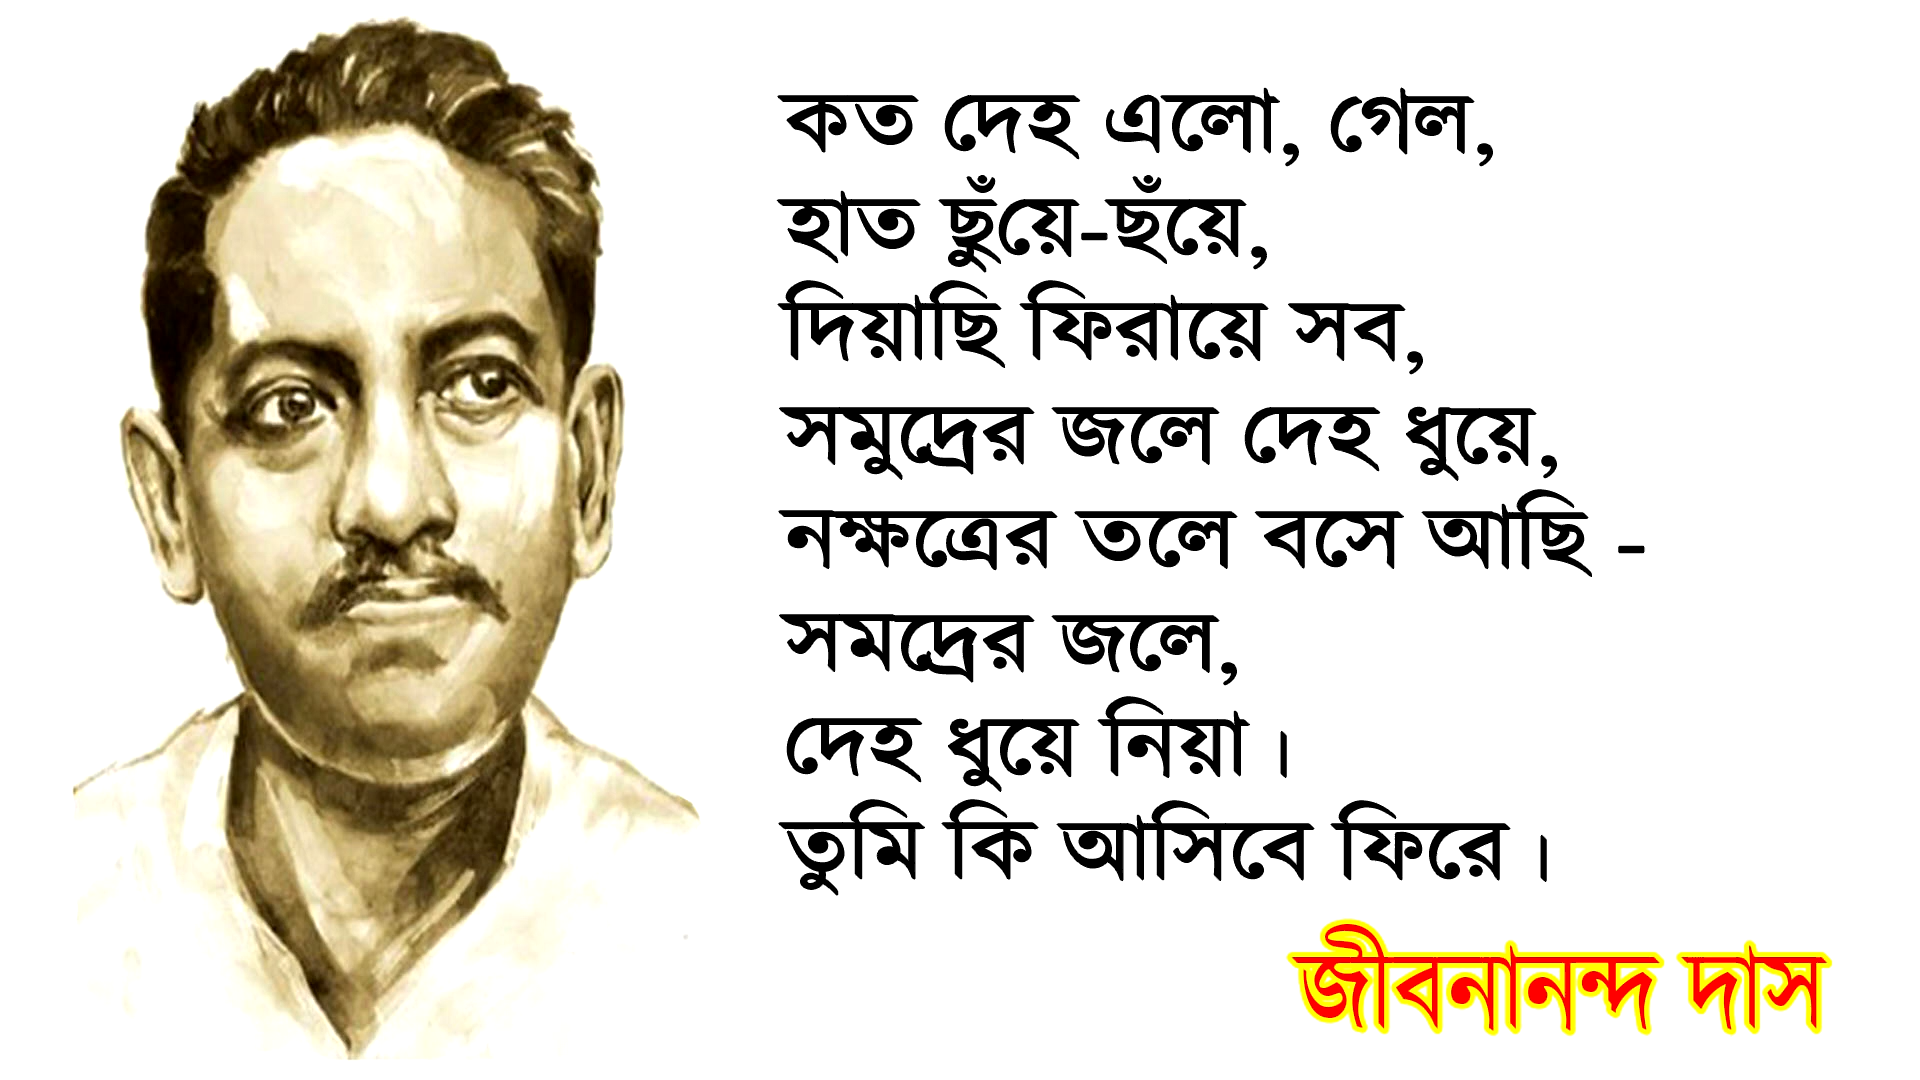 কত দেহ এলো, গেল,
হাত ছুঁয়ে-ছঁয়ে,
দিয়াছি ফিরায়ে সব,
সমুদ্রের জলে দেহ ধুয়ে,
নক্ষত্রের তলে বসে আছি -
সমদ্রের জলে,
দেহ ধুয়ে নিয়া।
তুমি কি আসিবে ফিরে।
জীবনানন্দ দাস